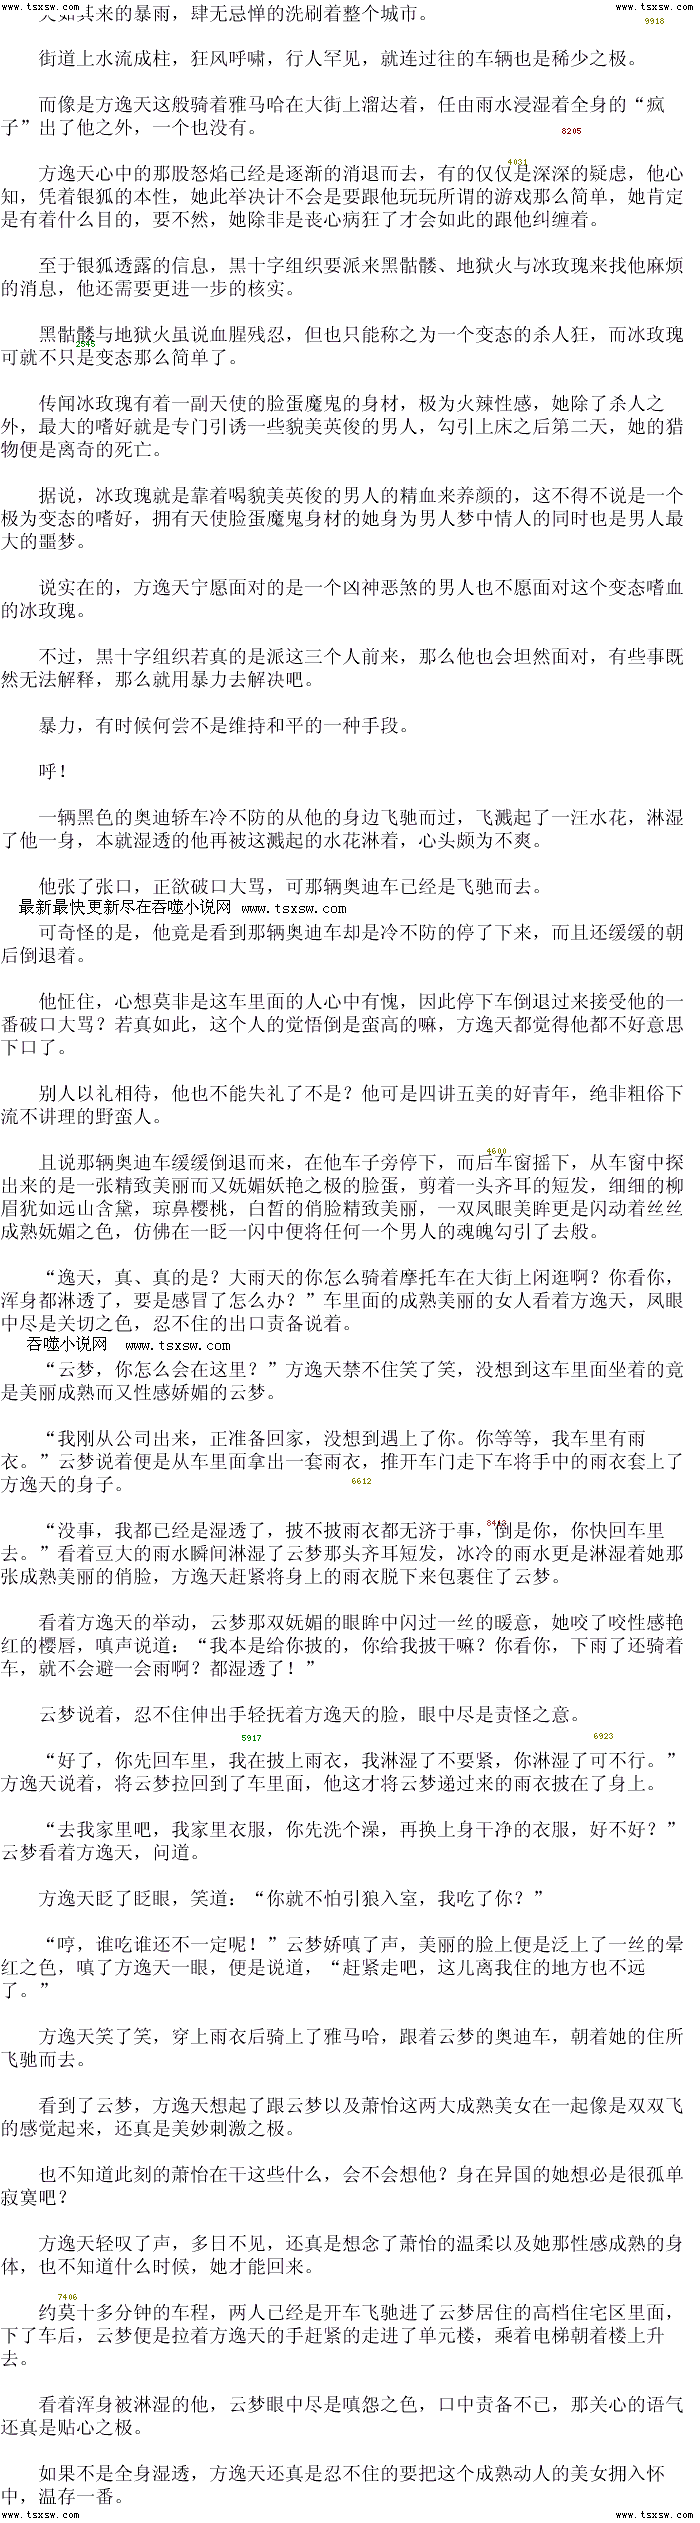 www.tsxsw.com www.tsxsw.com
突如其来的暴雨，肆无忌惮的洗刷着整个城市。
9918
街道上水流成柱，狂风呼啸，行人罕见，就连过往的车辆也是稀少之极。
而像是方逸天这般骑着雅马哈在大街上溜达着，任由雨水浸湿着全身的“疯
子”出了他之外，一个也没有。
8205
4031
方逸天心中的那股怒焰已经是逐渐的消退而去，有的仅仅是深深的疑虑，他心
知，凭着银狐的本性，她此举决计不会是要跟他玩玩所谓的游戏那么简单，她肯定
是有着什么目的，要不然，她除非是丧心病狂了才会如此的跟他纠缠着。
至于银狐透露的信息，黑十字组织要派来黑骷髅、地狱火与冰玫瑰来找他麻烦
的消息，他还需要更进一步的核实。
黑骷髅与地狱火虽说血腥残忍，但也只能称之为一个变态的杀人狂，而冰玫瑰
2545
可就不只是变态那么简单了。
传闻冰玫瑰有着一副天使的脸蛋魔鬼的身材，极为火辣性感，她除了杀人之
外，最大的嗜好就是专门引诱一些貌美英俊的男人，勾引上床之后第二天，她的猎
物便是离奇的死亡。
据说，冰玫瑰就是靠着喝貌美英俊的男人的精血来养颜的，这不得不说是一个
极为变态的嗜好，拥有天使脸蛋魔鬼身材的她身为男人梦中情人的同时也是男人最
大的噩梦。
说实在的，方逸天宁愿面对的是一个凶神恶煞的男人也不愿面对这个变态嗜血
的冰玫瑰。
不过，黑十字组织若真的是派这三个人前来，那么他也会坦然面对，有些事既
然无法解释，那么就用暴力去解决吧。
暴力，有时候何尝不是维持和平的一种手段。
呼！
一辆黑色的奥迪轿车冷不防的从他的身边飞驰而过，飞溅起了一汪水花，淋湿
了他一身，本就湿透的他再被这溅起的水花淋着，心头颇为不爽。
他张了张口，正欲破口大骂，可那辆奥迪车已经是飞驰而去。
最新最快更新尽在吞噬小说网 www.tsxsw.com
可奇怪的是，他竟是看到那辆奥迪车却是冷不防的停了下来，而且还缓缓的朝
后倒退着。
他怔住，心想莫非是这车里面的人心中有愧，因此停下车倒退过来接受他的一
番破口大骂？若真如此，这个人的觉悟倒是蛮高的嘛，方逸天都觉得他都不好意思
下口了。
别人以礼相待，他也不能失礼了不是？他可是四讲五美的好青年，绝非粗俗下
流不讲理的野蛮人。
4600
且说那辆奥迪车缓缓倒退而来，在他车子旁停下，而后车窗摇下，从车窗中探
出来的是一张精致美丽而又妩媚妖艳之极的脸蛋，剪着一头齐耳的短发，细细的柳
眉犹如远山含黛，琼鼻樱桃，白皙的俏脸精致美丽，一双凤眼美眸更是闪动着丝丝
成熟妩媚之色，仿佛在一眨一闪中便将任何一个男人的魂魄勾引了去般。
“逸天，真、真的是？大雨天的你怎么骑着摩托车在大街上闲逛啊？你看你，
浑身都淋透了，要是感冒了怎么办？”车里面的成熟美丽的女人看着方逸天，凤眼
中尽是关切之色，忍不住的出口责备说着。
吞噬小说网 www.tsxsw.com
“云梦，你怎么会在这里？”方逸天禁不住笑了笑，没想到这车里面坐着的竟
是美丽成熟而又性感娇媚的云梦。
“我刚从公司出来，正准备回家，没想到遇上了你。你等等，我车里有雨
衣。”云梦说着便是从车里面拿出一套雨衣，推开车门走下车将手中的雨衣套上了
方逸天的身子。
6612
8413
“没事，我都已经是湿透了，披不披雨衣都无济于事，倒是你，你快回车里
去。”看着豆大的雨水瞬间淋湿了云梦那头齐耳短发，冰冷的雨水更是淋湿着她那
张成熟美丽的俏脸，方逸天赶紧将身上的雨衣脱下来包裹住了云梦。
看着方逸天的举动，云梦那双妩媚的眼眸中闪过一丝的暖意，她咬了咬性感艳
红的樱唇，嗔声说道：“我本是给你披的，你给我披干嘛？你看你，下雨了还骑着
车，就不会避一会雨啊？都湿透了！”
云梦说着，忍不住伸出手轻抚着方逸天的脸，眼中尽是责怪之意。
5917 6923
“好了，你先回车里，我在披上雨衣，我淋湿了不要紧，你淋湿了可不行。”
方逸天说着，将云梦拉回到了车里面，他这才将云梦递过来的雨衣披在了身上。
“去我家里吧，我家里衣服，你先洗个澡，再换上身干净的衣服，好不好？”
云梦看着方逸天，问道。
方逸天眨了眨眼，笑道：“你就不怕引狼入室，我吃了你？”
“哼，谁吃谁还不一定呢！”云梦娇嗔了声，美丽的脸上便是泛上了一丝的晕
红之色，嗔了方逸天一眼，便是说道，“赶紧走吧，这儿离我住的地方也不远
了。”
方逸天笑了笑，穿上雨衣后骑上了雅马哈，跟着云梦的奥迪车，朝着她的住所
飞驰而去。
看到了云梦，方逸天想起了跟云梦以及萧怡这两大成熟美女在一起像是双双飞
的感觉起来，还真是美妙刺激之极。
也不知道此刻的萧怡在干这些什么，会不会想他？身在异国的她想必是很孤单
寂寞吧？
方逸天轻叹了声，多日不见，还真是想念了萧怡的温柔以及她那性感成熟的身
体，也不知道什么时候，她才能回来。
7406
约莫十多分钟的车程，两人已经是开车飞驰进了云梦居住的高档住宅区里面，
下了车后，云梦便是拉着方逸天的手赶紧的走进了单元楼，乘着电梯朝着楼上升
去。
看着浑身被淋湿的他，云梦眼中尽是嗔怨之色，口中责备不已，那关心的语气
还真是贴心之极。
如果不是全身湿透，方逸天还真是忍不住的要把这个成熟动人的美女拥入怀
中，温存一番。
www.tsxsw.com www.tsxsw.com